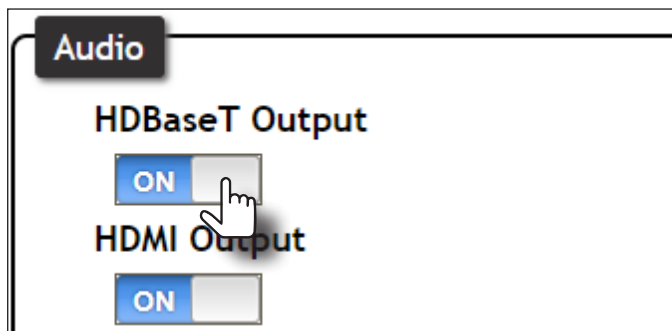 Audio
HDBaseT Output
ON
HDMI Output
ON